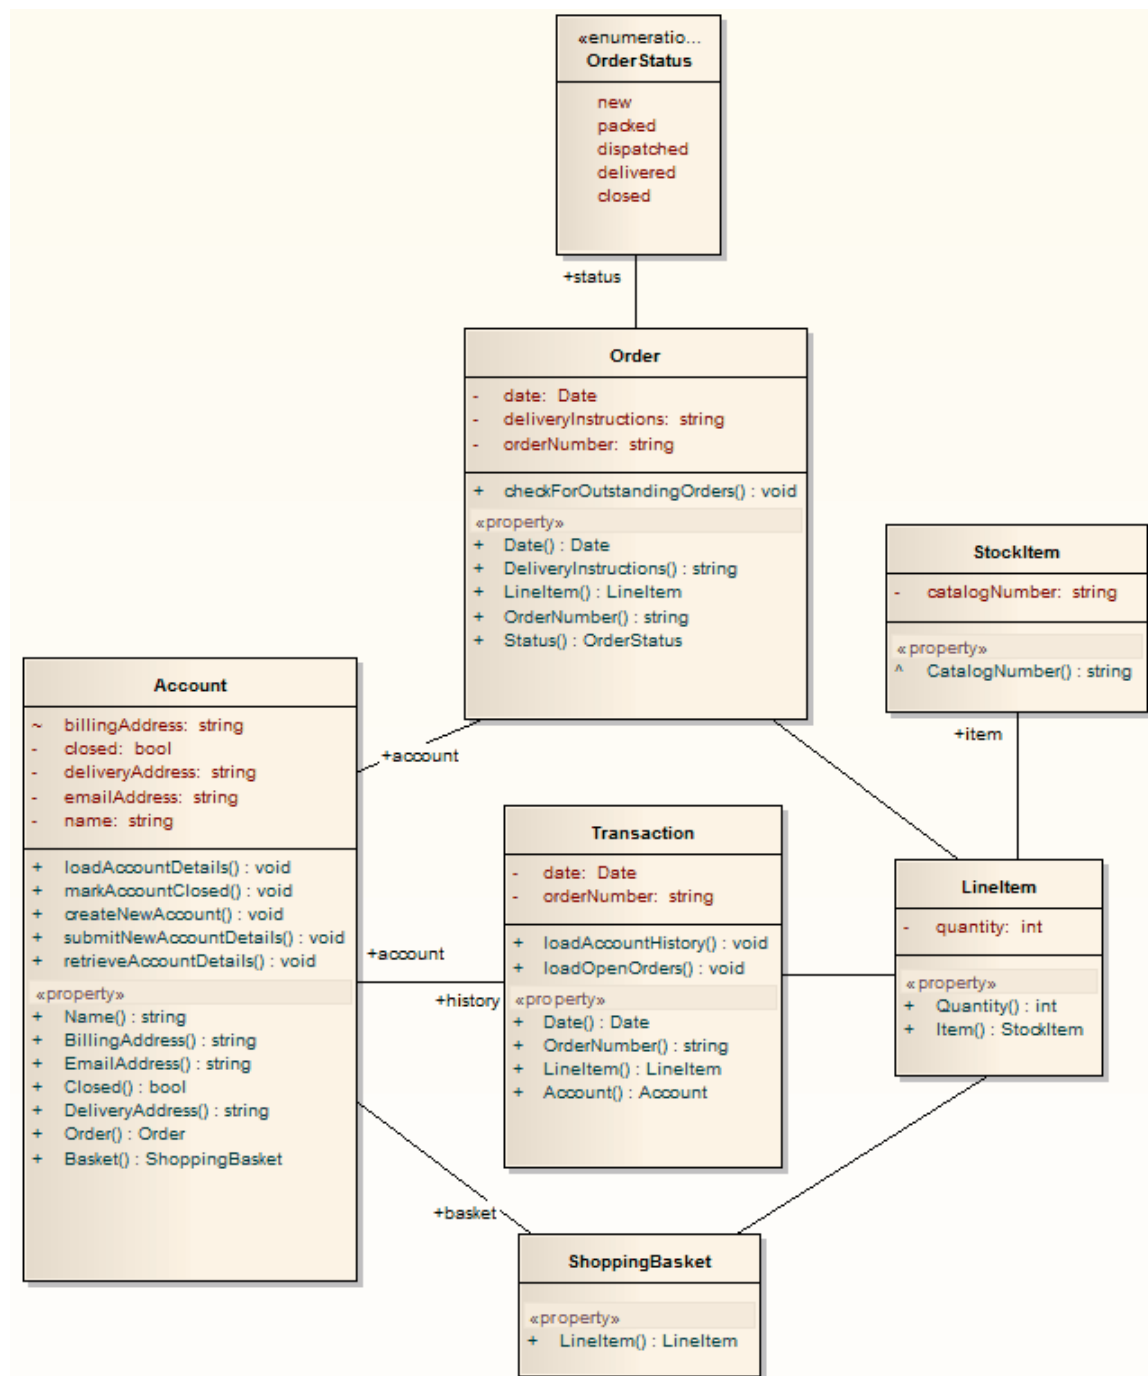 «enumeratio...
OrderStatus
new
packed
dispatched
delivered
closed
+status
Order
- date: Date
- deliveryInstructions: string
- orderNumber: string
+ checkForOutstandingOrders() : void
«property»
+ Date() : Date
+ DeliveryInstructions() : string
+ LineItem() : LineItem
+ OrderNumber() : string
+ Status() : OrderStatus
StockItem
- catalogNumber: string
«property»
^ CatalogNumber() : string
+item
Account
~ billingAddress: string
- closed: bool
- deliveryAddress: string
- emailAddress: string
- name: string
+ loadAccountDetails() : void
+ markAccountClosed() : void
+ createNewAccount() : void
+ submitNewAccountDetails() : void
+ retrieveAccountDetails() : void
«property»
+ Name() : string
+ BillingAddress() : string
+ EmailAddress() : string
+ Closed() : bool
+ DeliveryAddress() : string
+ Order() : Order
+ Basket() : ShoppingBasket
+account
+account
+history
Transaction
- date: Date
- orderNumber: string
+ loadAccountHistory() : void
+ loadOpenOrders() : void
«property»
+ Date() : Date
+ OrderNumber() : string
+ LineItem() : LineItem
+ Account() : Account
LineItem
- quantity: int
«property»
+ Quantity() : int
+ Item() : StockItem
+basket
ShoppingBasket
«property»
+ LineItem() : LineItem